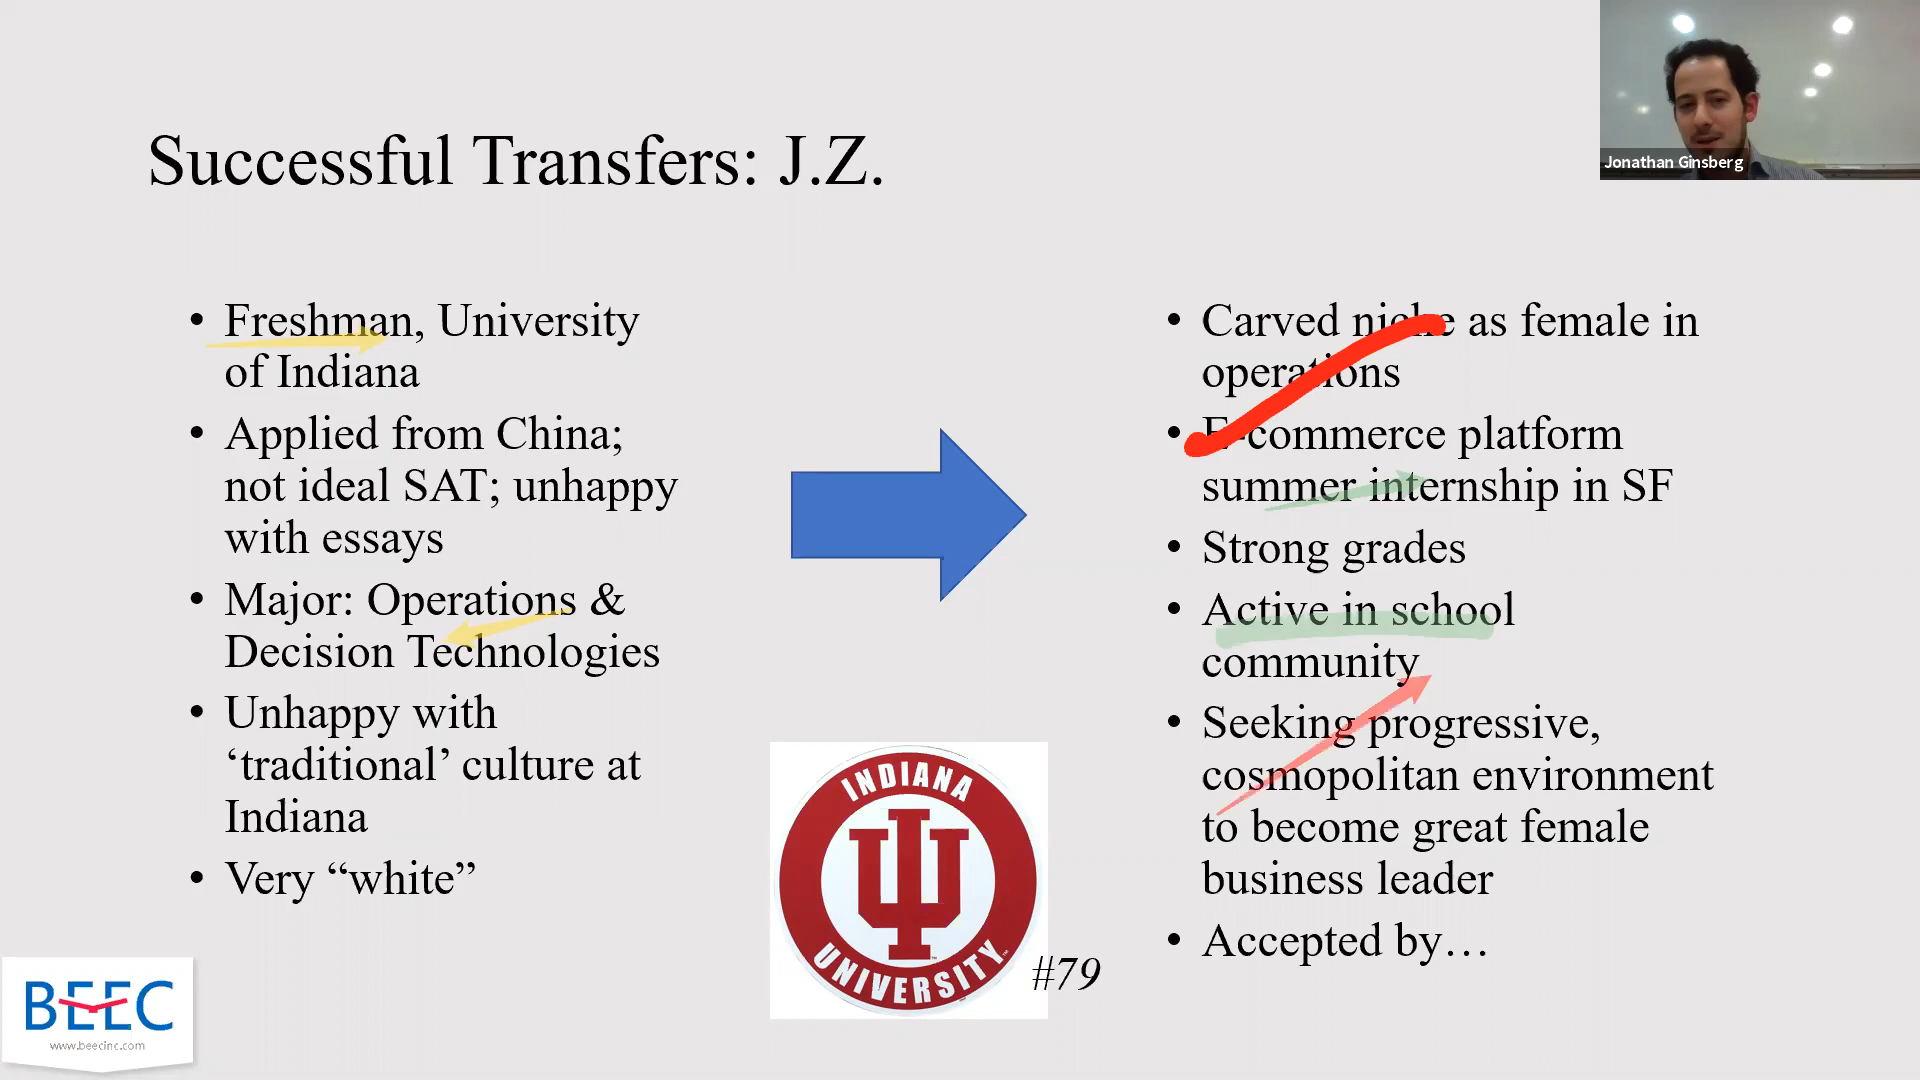 Jonathan Ginsberg
Successful Transfers: J.Z.
• Freshman, University
of Indiana
• Applied from China;
not ideal SAT; unhappy
with essays
• Major: Operations &
Decision Technologies
• Unhappy with
‘traditional’ culture at
Indiana
• Very “white”
INDIANA
UNIVERSITY
#79
• Carved niche as female in
operations
• E-commerce platform
summer internship in SF
• Strong grades
• Active in school
community
• Seeking progressive,
cosmopolitan environment
to become great female
business leader
• Accepted by…
BEEC
www.beecinc.com